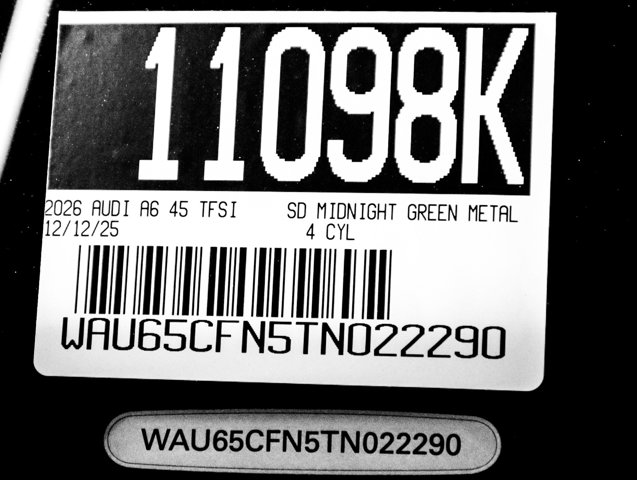 11098K
2026 AUDI A6 45 TFSI SD MIDNIGHT GREEN METAL
12/12/25 4 CYL
WAU65CFN5TN022290
WAU65CFN5TN022290